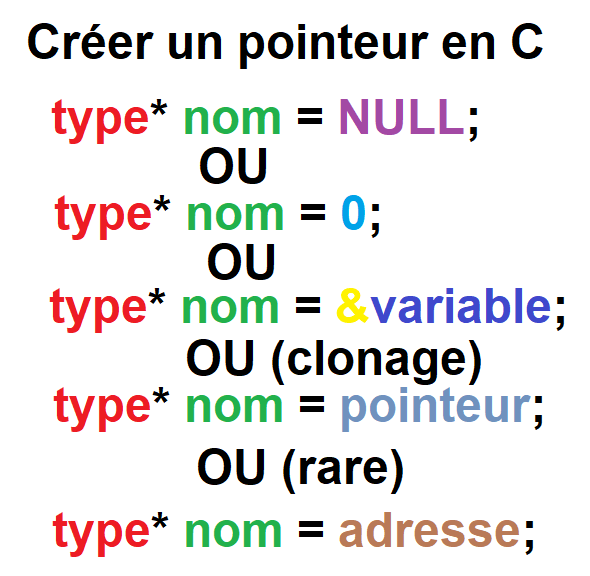 Créer un pointeur en C
type* nom = NULL;
OU
type* nom = 0;
OU
type* nom = &variable;
OU (clonage)
type* nom = pointeur;
OU (rare)
type* nom = adresse;